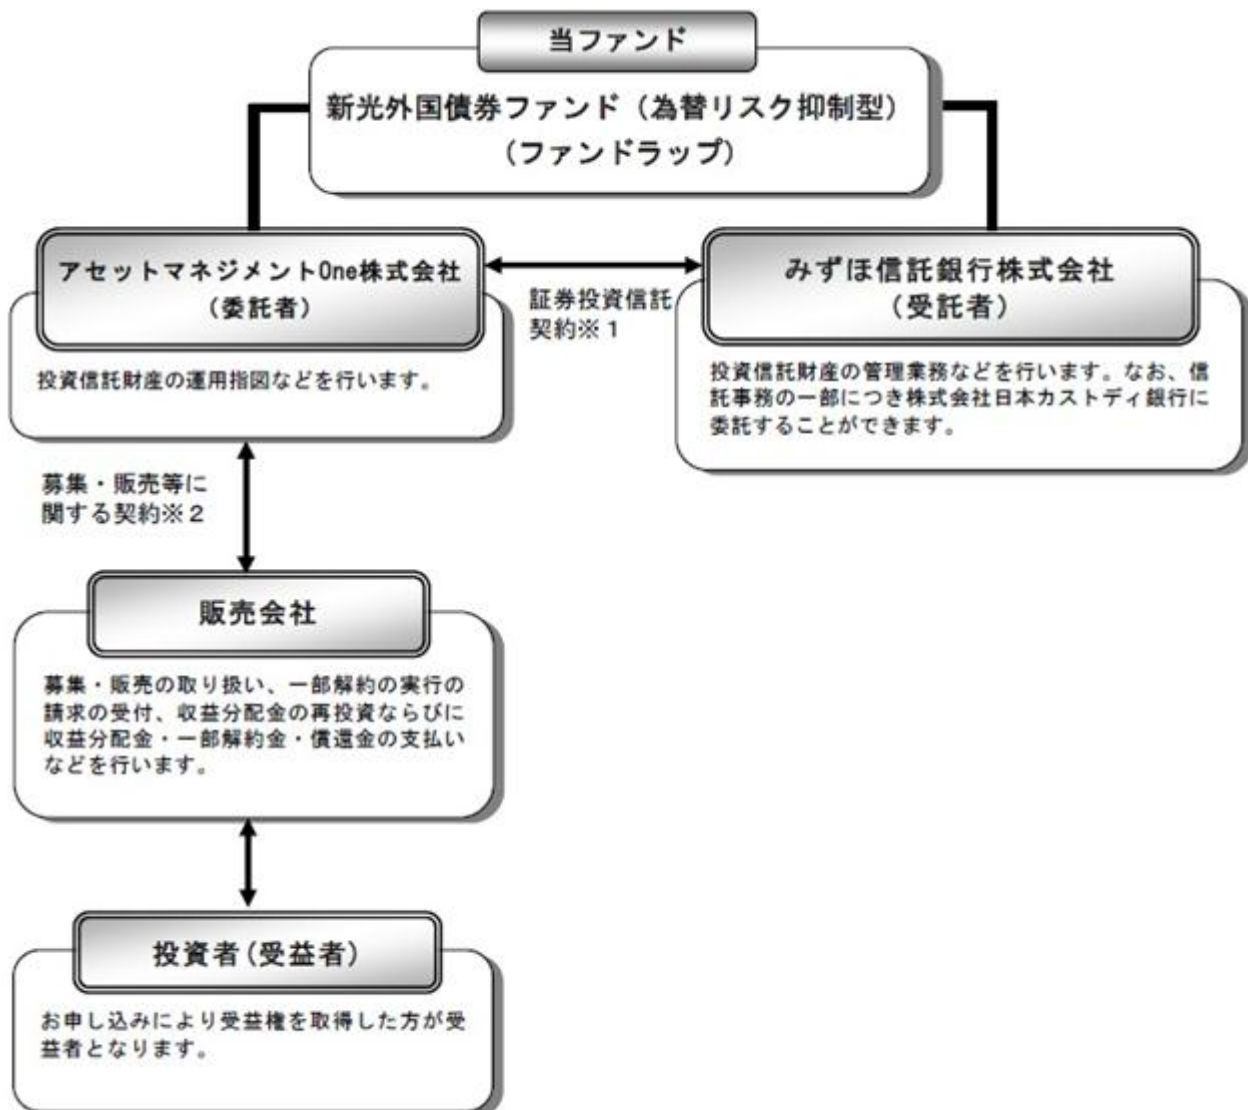 当ファンド
新光外国債券ファンド（為替リスク抑制型）
（ファンドラップ）
アセットマネジメントOne株式会社
（委託者）
投資信託財産の運用指図などを行います。
証券投資信託
契約※１
みずほ信託銀行株式会社
（受託者）
投資信託財産の管理業務などを行います。なお、信
託事務の一部につき株式会社日本カストディ銀行に
委託することができます。
募集・販売等に
関する契約※２
販売会社
募集・販売の取り扱い、一部解約の実行の
請求の受付、収益分配金の再投資ならびに
収益分配金・一部解約金・償還金の支払い
などを行います。
投資者(受益者)
お申し込みにより受益権を取得した方が受
益者となります。